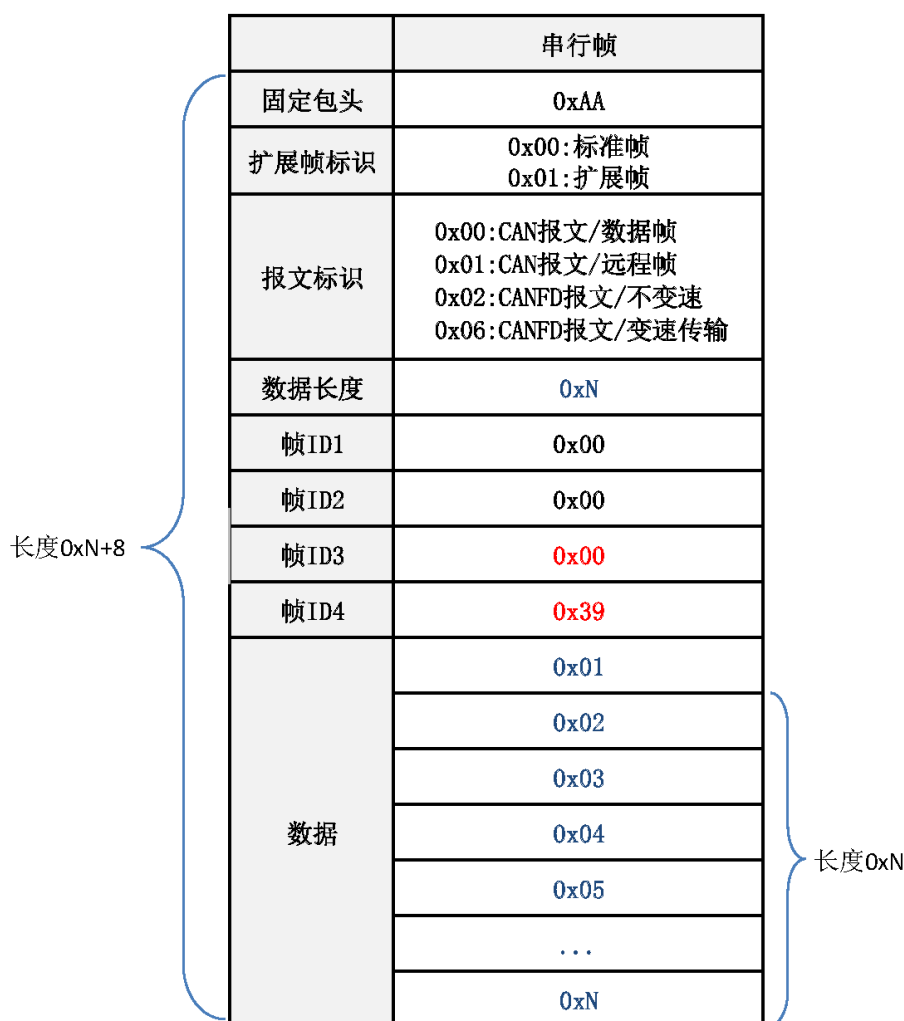 串行帧
固定包头
0xAA
扩展帧标识
0x00:标准帧
0x01:扩展帧
报文标识
0x00:CAN报文/数据帧
0x01:CAN报文/远程帧
0x02:CANFD报文/不变速
0x06:CANFD报文/变速传输
数据长度
0xN
帧ID1
0x00
帧ID2
0x00
长度0xN+8
帧ID3
0x00
帧ID4
0x39
数据
0x01
0x02
0x03
0x04
0x05
...
0xN
长度0xN